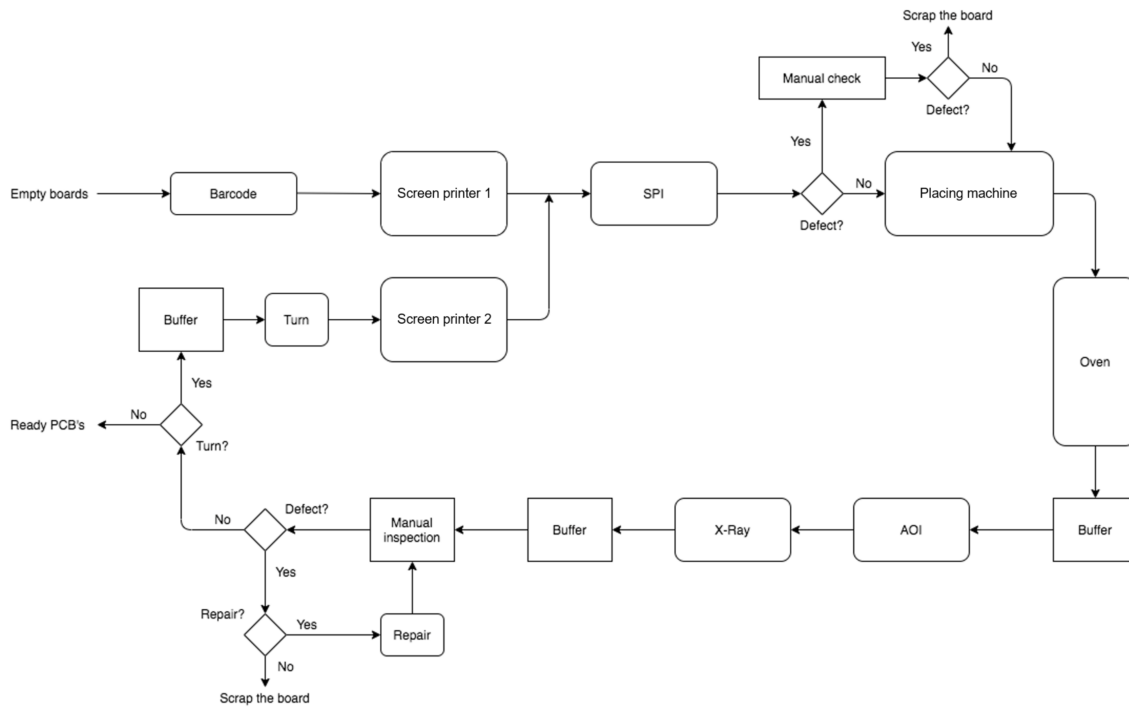 Scrap the board
Yes
No
Manual check
Defect?
Yes
Empty boards
Barcode
Screen printer 1
SPI
No
Placing machine
Defect?
Buffer
Turn
Screen printer 2
Oven
Yes
Ready PCB's
No
Turn?
Defect?
No
Manual
inspection
Buffer
X-Ray
AOI
Buffer
Yes
Repair?
Yes
Repair
No
Scrap the board